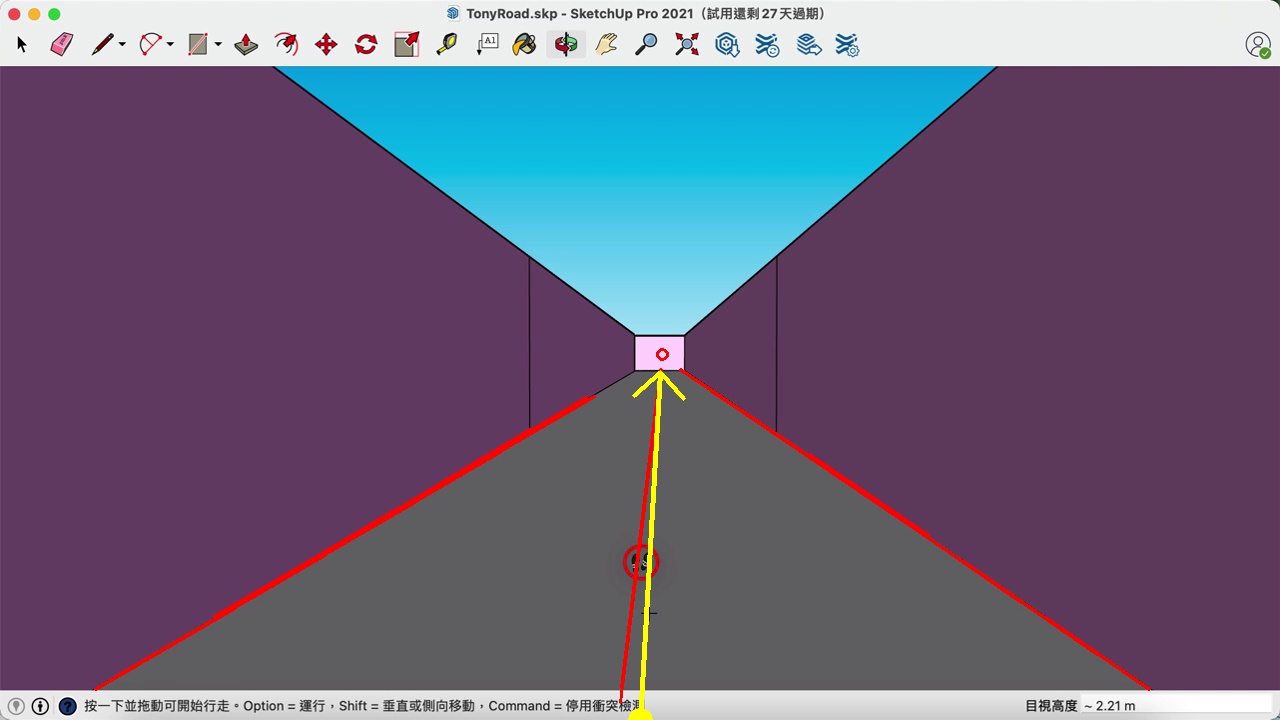 TonyRoad.skp - SketchUp Pro 2021（試用還剩 27 天過期）
A1
按一下並拖動可開始行走。Option = 運行，Shift = 垂直或側向移動，Command = 停用衝突檢測
目視高度 ~ 2.21 m